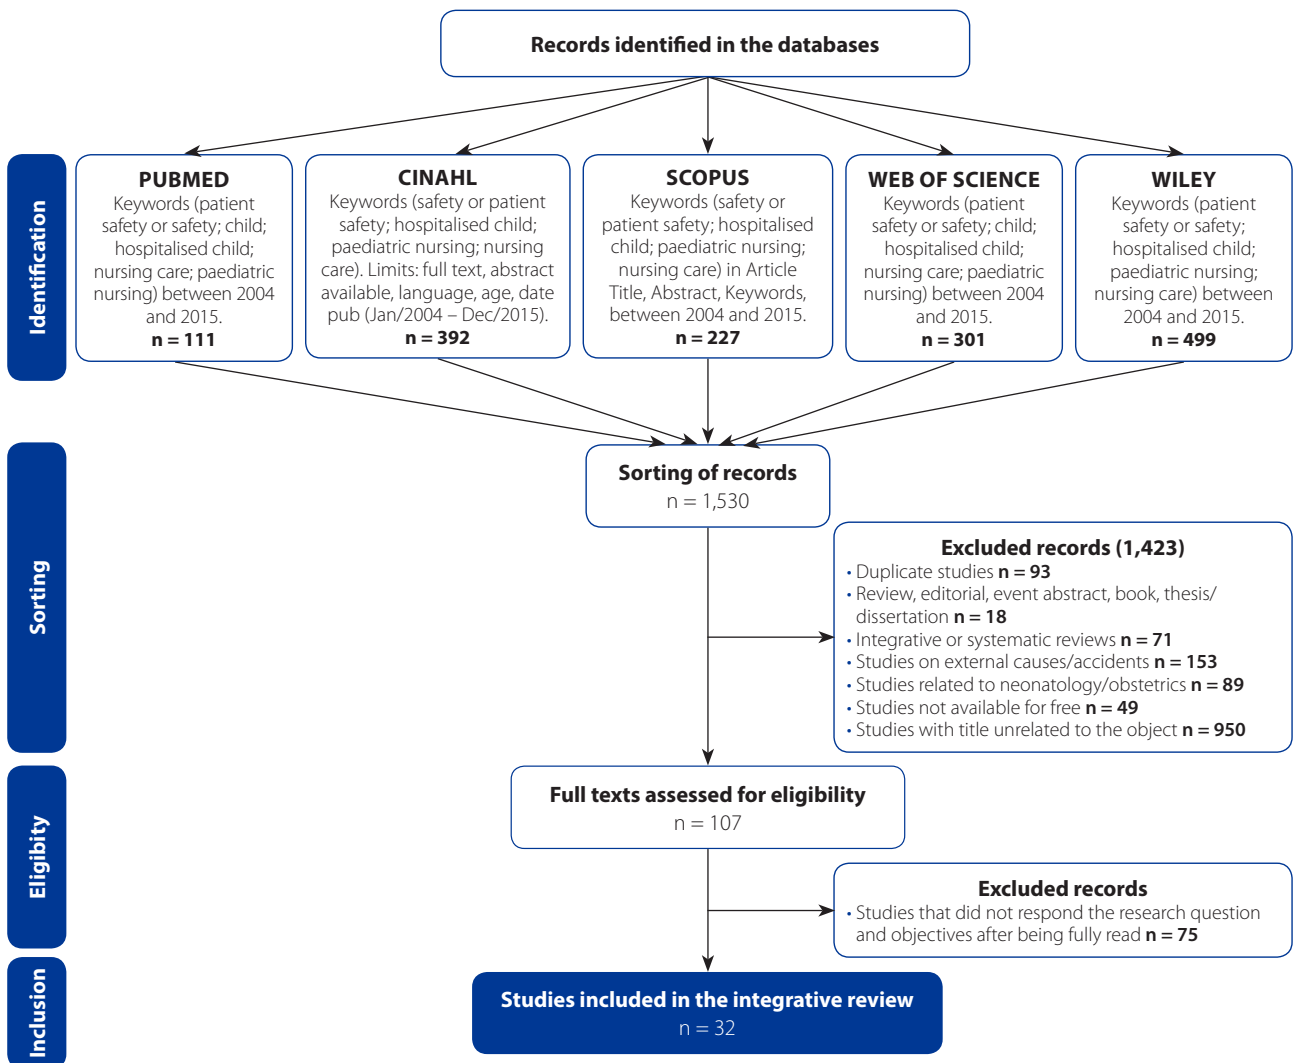 Records identified in the databases
Identification
PUBMED
Keywords (patient
safety or safety; child;
hospitalised child;
nursing care; paediatric
nursing) between 2004
and 2015.
n = 111
CINAHL
Keywords (safety or patient
safety; hospitalised child;
paediatric nursing; nursing
care). Limits: full text, abstract
available, language, age, date
pub (Jan/2004 – Dec/2015).
n = 392
SCOPUS
Keywords (safety or
patient safety; hospitalised
child; paediatric nursing;
nursing care) in Article
Title, Abstract, Keywords,
between 2004 and 2015.
n = 227
WEB OF SCIENCE
Keywords (patient
safety or safety; child;
hospitalised child;
nursing care; paediatric
nursing) between 2004
and 2015.
n = 301
WILEY
Keywords (patient
safety or safety;
hospitalised child;
paediatric nursing;
nursing care) between
2004 and 2015.
n = 499
Sorting
Sorting of records
n = 1,530
Excluded records (1,423)
• Duplicate studies n = 93
• Review, editorial, event abstract, book, thesis/
dissertation n = 18
• Integrative or systematic reviews n = 71
• Studies on external causes/accidents n = 153
• Studies related to neonatology/obstetrics n = 89
• Studies not available for free n = 49
• Studies with title unrelated to the object n = 950
Eligibity
Full texts assessed for eligibility
n = 107
Excluded records
• Studies that did not respond the research question
and objectives after being fully read n = 75
Inclusion
Studies included in the integrative review
n = 32